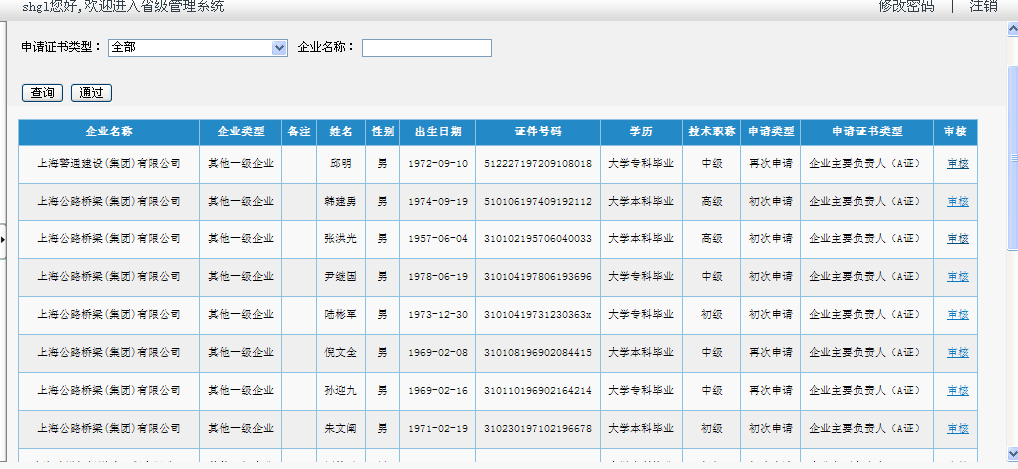 shgl您好,欢迎进入省级管理系统 修改密码 | 注销
申请证书类型： 全部 企业名称：
查询 通过
企业名称 企业类型 备注 姓名 性别 出生日期 证件号码 学历 技术职称 申请类型 申请证书类型 审核
上海警通建设(集团)有限公司 其他一级企业 邱明 男 1972-09-10 512227197209108018 大学专科毕业 中级 再次申请 企业主要负责人（A证） 审核
上海公路桥梁(集团)有限公司 其他一级企业 韩建勇 男 1974-09-19 510106197409192112 大学本科毕业 高级 初次申请 企业主要负责人（A证） 审核
上海公路桥梁(集团)有限公司 其他一级企业 张洪光 男 1957-06-04 310102195706040033 大学本科毕业 高级 初次申请 企业主要负责人（A证） 审核
上海公路桥梁(集团)有限公司 其他一级企业 尹继国 男 1978-06-19 310104197806193696 大学本科毕业 中级 初次申请 企业主要负责人（A证） 审核
上海公路桥梁(集团)有限公司 其他一级企业 陆彬军 男 1973-12-30 31010419731230363x 大学专科毕业 初级 初次申请 企业主要负责人（A证） 审核
上海公路桥梁(集团)有限公司 其他一级企业 倪文全 男 1969-02-08 310108196902084415 大学专科毕业 中级 再次申请 企业主要负责人（A证） 审核
上海公路桥梁(集团)有限公司 其他一级企业 孙迎九 男 1969-02-16 310110196902164214 大学专科毕业 中级 再次申请 企业主要负责人（A证） 审核
上海公路桥梁(集团)有限公司 其他一级企业 朱文阁 男 1971-02-19 310230197102196678 大学专科毕业 初级 初次申请 企业主要负责人（A证） 审核